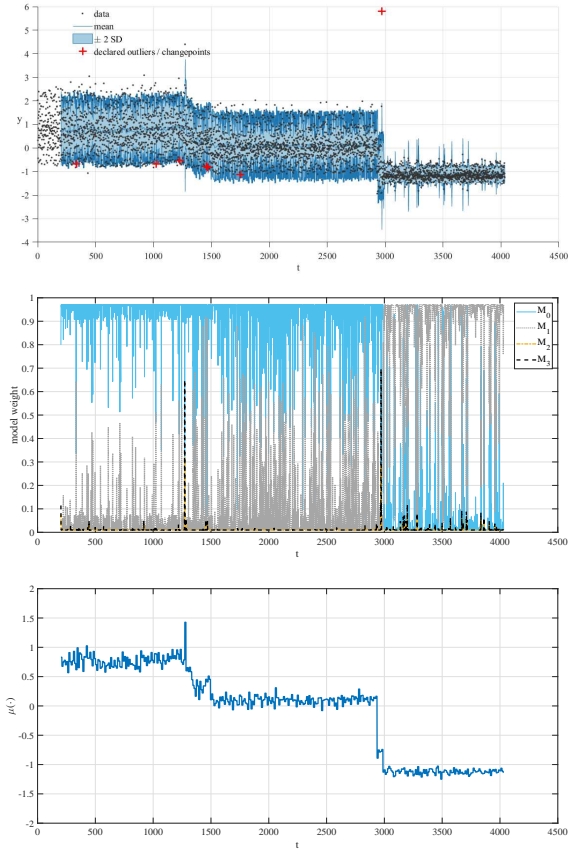 6
5
4
3
2
1
0
-1
-2
-3
-4
y
data
mean
± 2 SD
declared outliers / changepoints
0 500 1000 1500 2000 2500 3000 3500 4000 4500
t
1
0.9
0.8
0.7
0.6
0.5
0.4
0.3
0.2
0.1
0
model weight
M0
M1
M2
M3
0 500 1000 1500 2000 2500 3000 3500 4000 4500
t
2
1.5
1
0.5
0
-0.5
-1
-1.5
-2
μ(·)
0 500 1000 1500 2000 2500 3000 3500 4000 4500
t